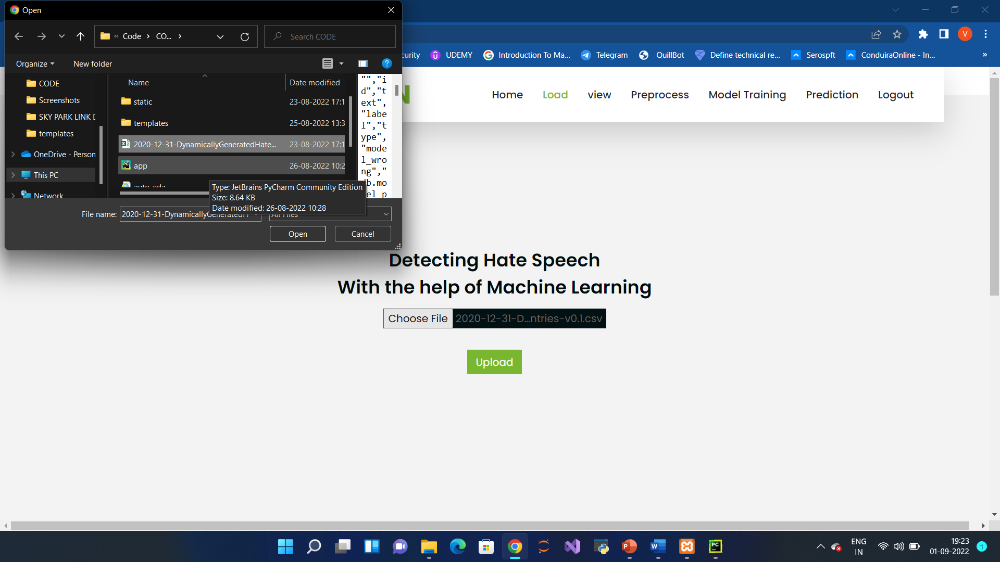 Open
« Code › CO... ›
Search CODE
Organize
New folder
CODE
Screenshots
SKY PARK LINK D
templates
OneDrive - Person
This PC
Network
Name
Date modified
static
23-08-2022 17:1
templates
25-08-2022 13:3
2020-12-31-DynamicallyGeneratedHate...
23-08-2022 17:1
app
26-08-2022 10:2
auto_eda
"","i
d","t
ext",
"labe
l","t
ype",
"mode
l_wro
ng","
db.mo
el_p
Type: JetBrains PyCharm Community Edition
Size: 8.64 KB
Date modified: 26-08-2022 10:28
File name:
2020-12-31-DynamicallyGeneratedH
All Files
Open
Cancel
V
curity
UDEMY
Introduction To Ma...
Telegram
QuillBot
Define technical re...
Serospft
ConduiraOnline - In...
»
N
Home
Load
view
Preprocess
Model Training
Prediction
Logout
Detecting Hate Speech
With the help of Machine Learning
Choose File
2020-12-31-D...ntries-v0.1.csv
Upload
ENG
IN
19:23
01-09-2022
1